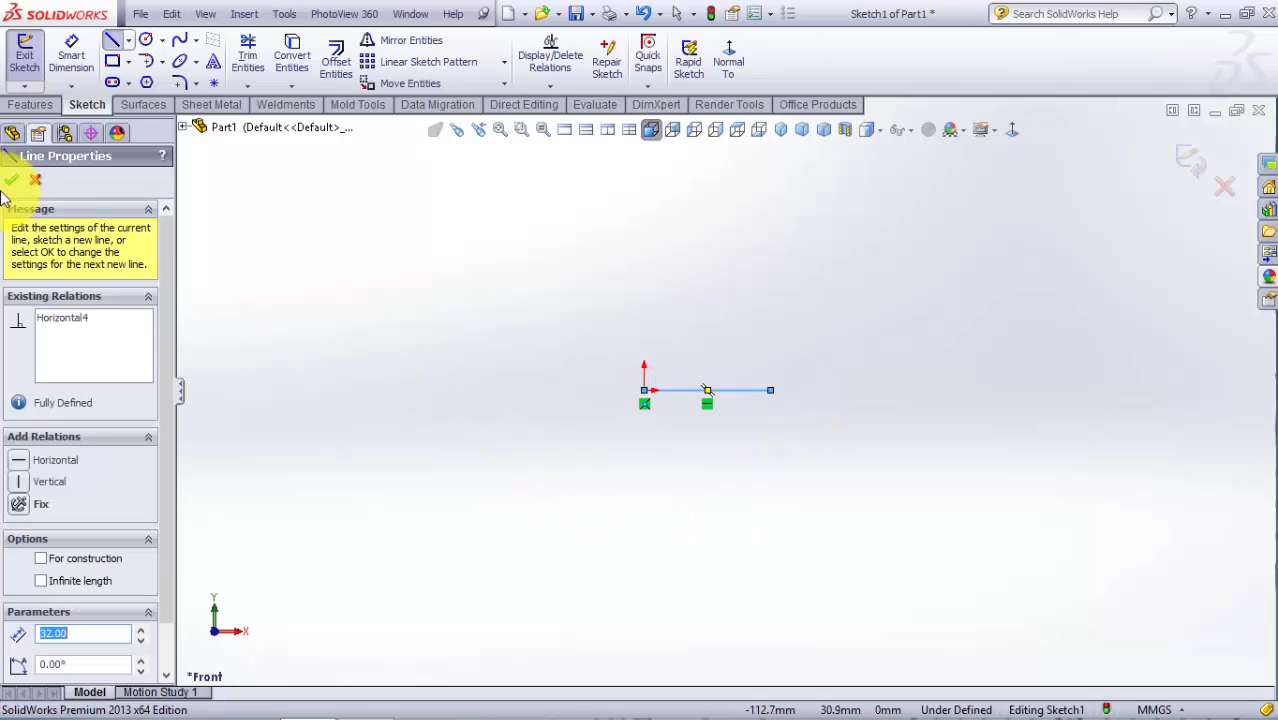 SOLIDWORKS
File
Edit
View
Insert
Tools
PhotoView 360
Window
Help
Sketch1 of Part1 *
Search SolidWorks Help
Exit Sketch
Smart Dimension
Trim Entities
Convert Entities
Offset Entities
Mirror Entities
Linear Sketch Pattern
Move Entities
Display/Delete Relations
Repair Sketch
Quick Snaps
Rapid Sketch
Normal To
Features
Sketch
Surfaces
Sheet Metal
Weldments
Mold Tools
Data Migration
Direct Editing
Evaluate
DimXpert
Render Tools
Office Products
Part1 (Default<<Default>_...
Line Properties
?
Message
Edit the settings of the current
line, sketch a new line, or
select OK to change the
settings for the next new line.
Existing Relations
Horizontal4
Fully Defined
Add Relations
Horizontal
Vertical
Fix
Options
For construction
Infinite length
Parameters
32.00
0.00°
Y
X
*Front
Model
Motion Study 1
SolidWorks Premium 2013 x64 Edition
-112.7mm
30.9mm
0mm
Under Defined
Editing Sketch1
MMGS